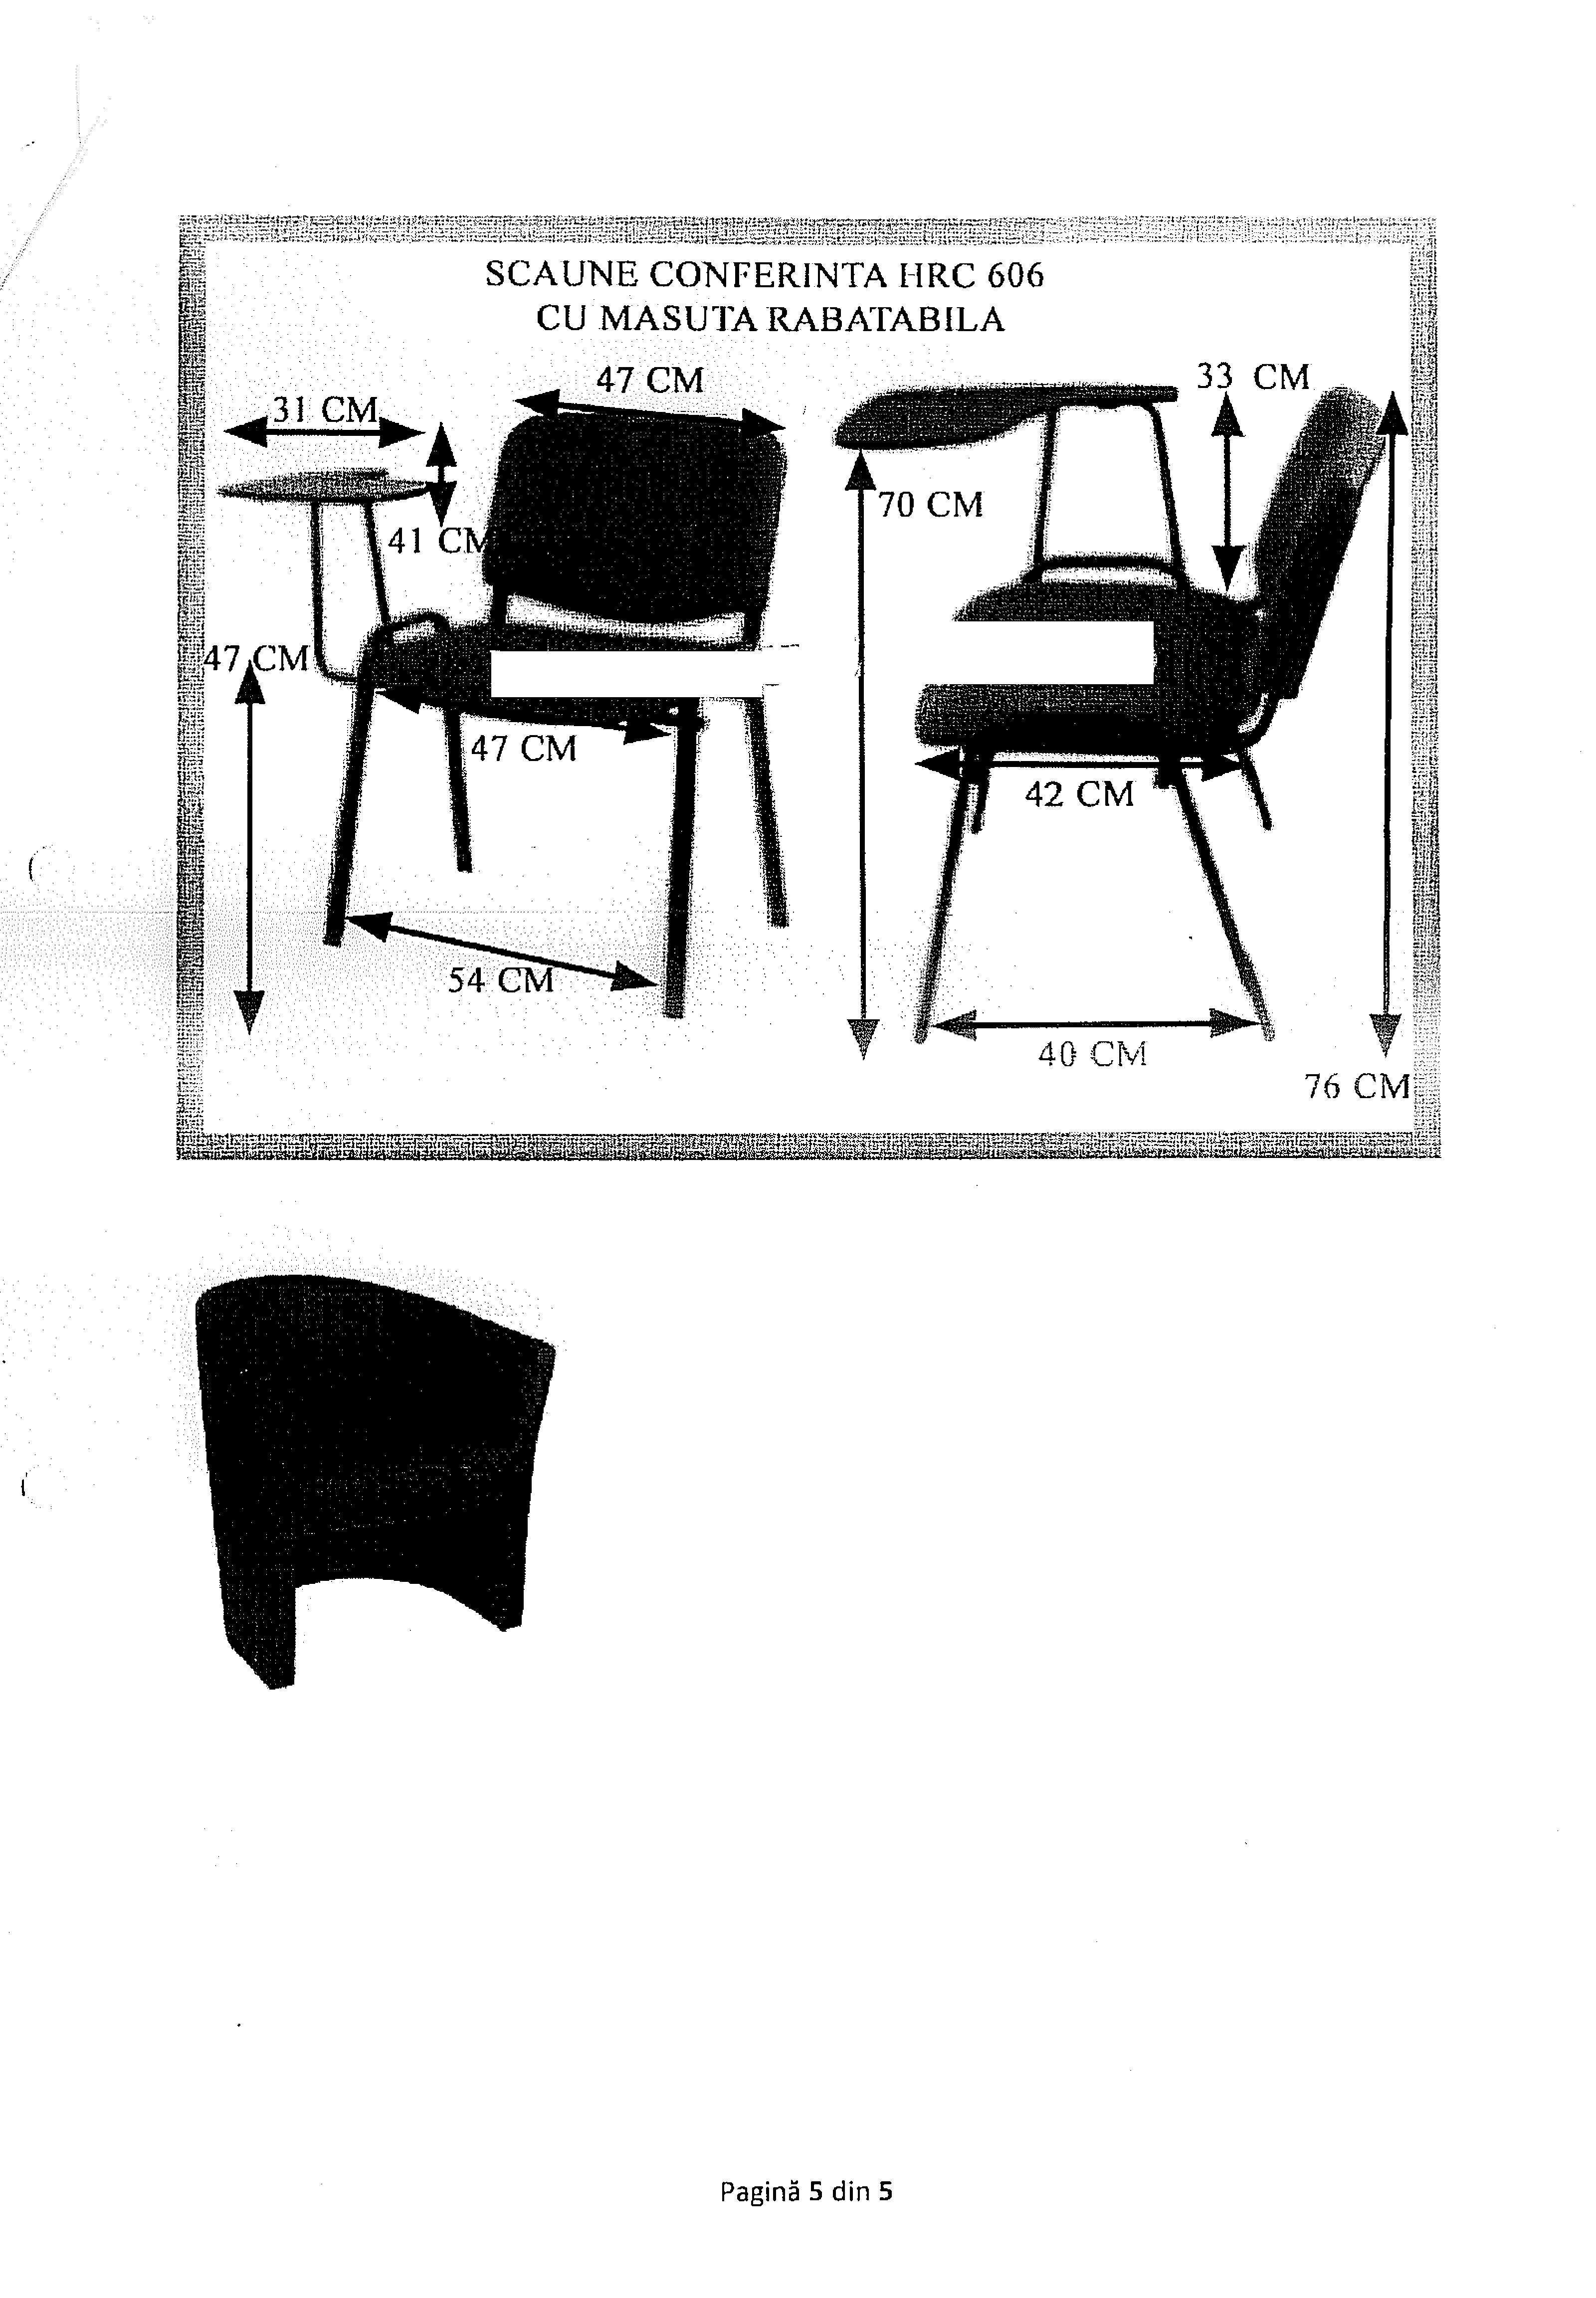 SCAUNE CONFERINTA HRC 606
CU MASUTA RABATABILA
31 CM
47 CM
41 CM
47 CM
47 CM
54 CM
33 CM
70 CM
42 CM
40 CM
76 CM
Pagină 5 din 5